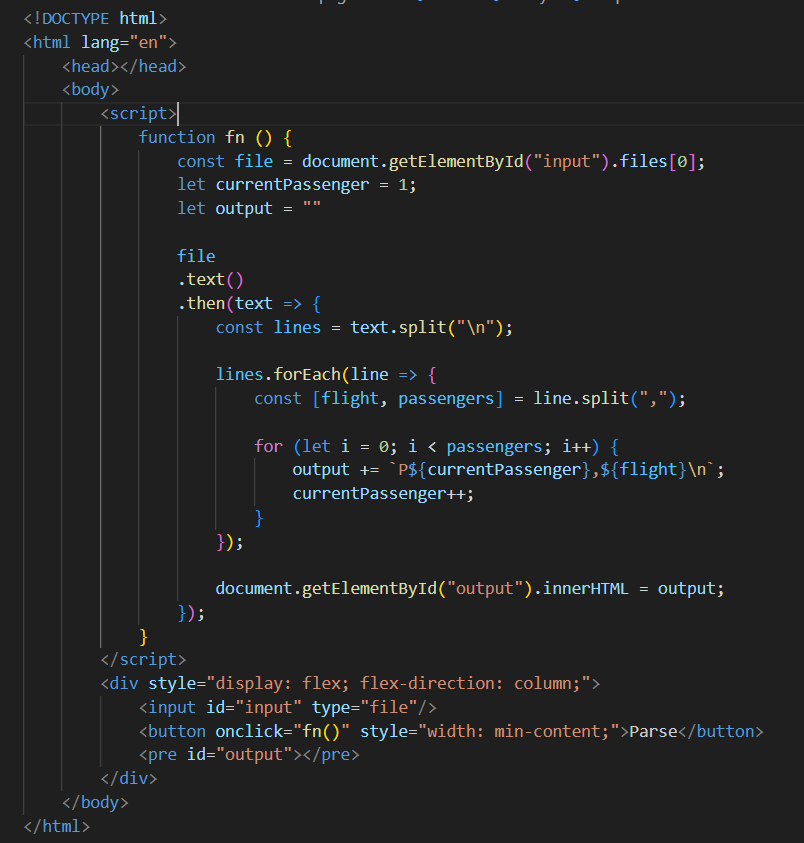 <!DOCTYPE html>
<html lang="en">
    <head></head>
    <body>
        <script>
            function fn () {
                const file = document.getElementById("input").files[0];
                let currentPassenger = 1;
                let output = ""

                file
                .text()
                .then(text => {
                    const lines = text.split("\n");

                    lines.forEach(line => {
                        const [flight, passengers] = line.split(",");

                        for (let i = 0; i < passengers; i++) {
                            output += `P${currentPassenger},${flight}\n`;
                            currentPassenger++;
                        }
                    });

                    document.getElementById("output").innerHTML = output;
                });
            }
        </script>
        <div style="display: flex; flex-direction: column;">
            <input id="input" type="file"/>
            <button onclick="fn()" style="width: min-content;">Parse</button>
            <pre id="output"></pre>
        </div>
    </body>
</html>